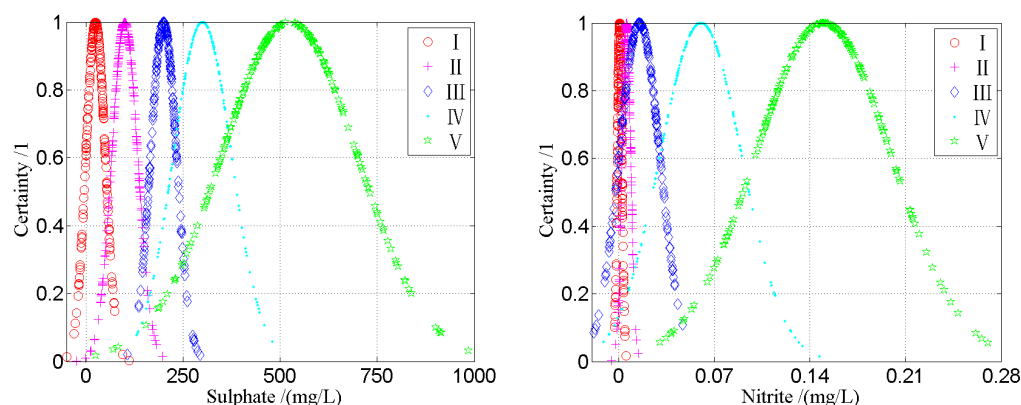 Certainty /1
1
0.8
0.6
0.4
0.2
0
0 250 500 750 1000
Sulphate /(mg/L)
I
II
III
IV
V
Certainty /1
1
0.8
0.6
0.4
0.2
0
0 0.07 0.14 0.21 0.28
Nitrite /(mg/L)
I
II
III
IV
V